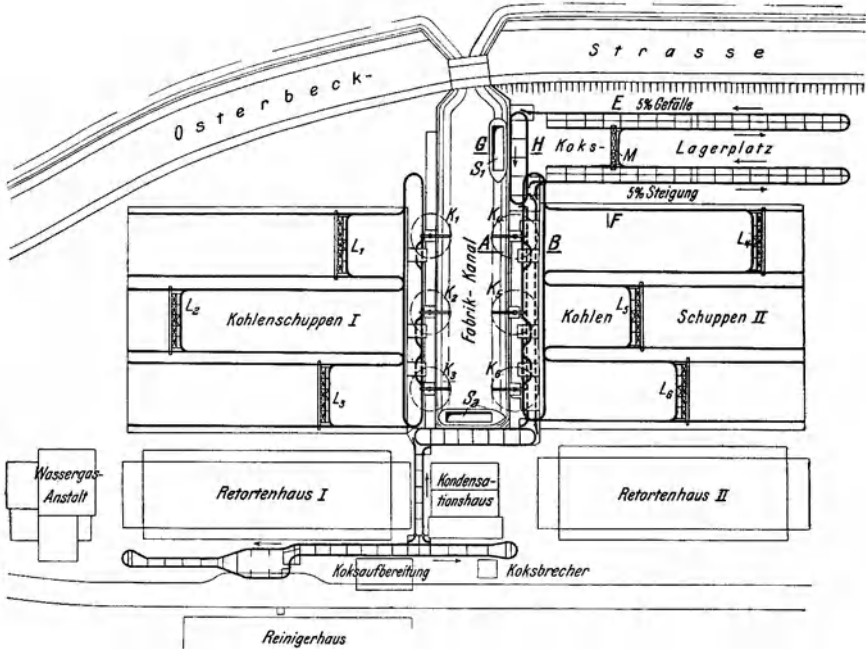 Osterbeck- Strasse
E 5% Gefälle
G H Koks- M Lagerplatz
S1
5% Steigung
K1 K4 F
L1 A B L4
Fabrik-Kanal
K2 K5
L2 Kohlenschuppen I Kohlen L5 Schuppen II
K3 K6
L3 L6
S2
Wassergas-
Anstalt
Retortenhaus I
Kondensa-
tionshaus
Retortenhaus II
Koksaufbereitung Koksbrecher
Reinigerhaus